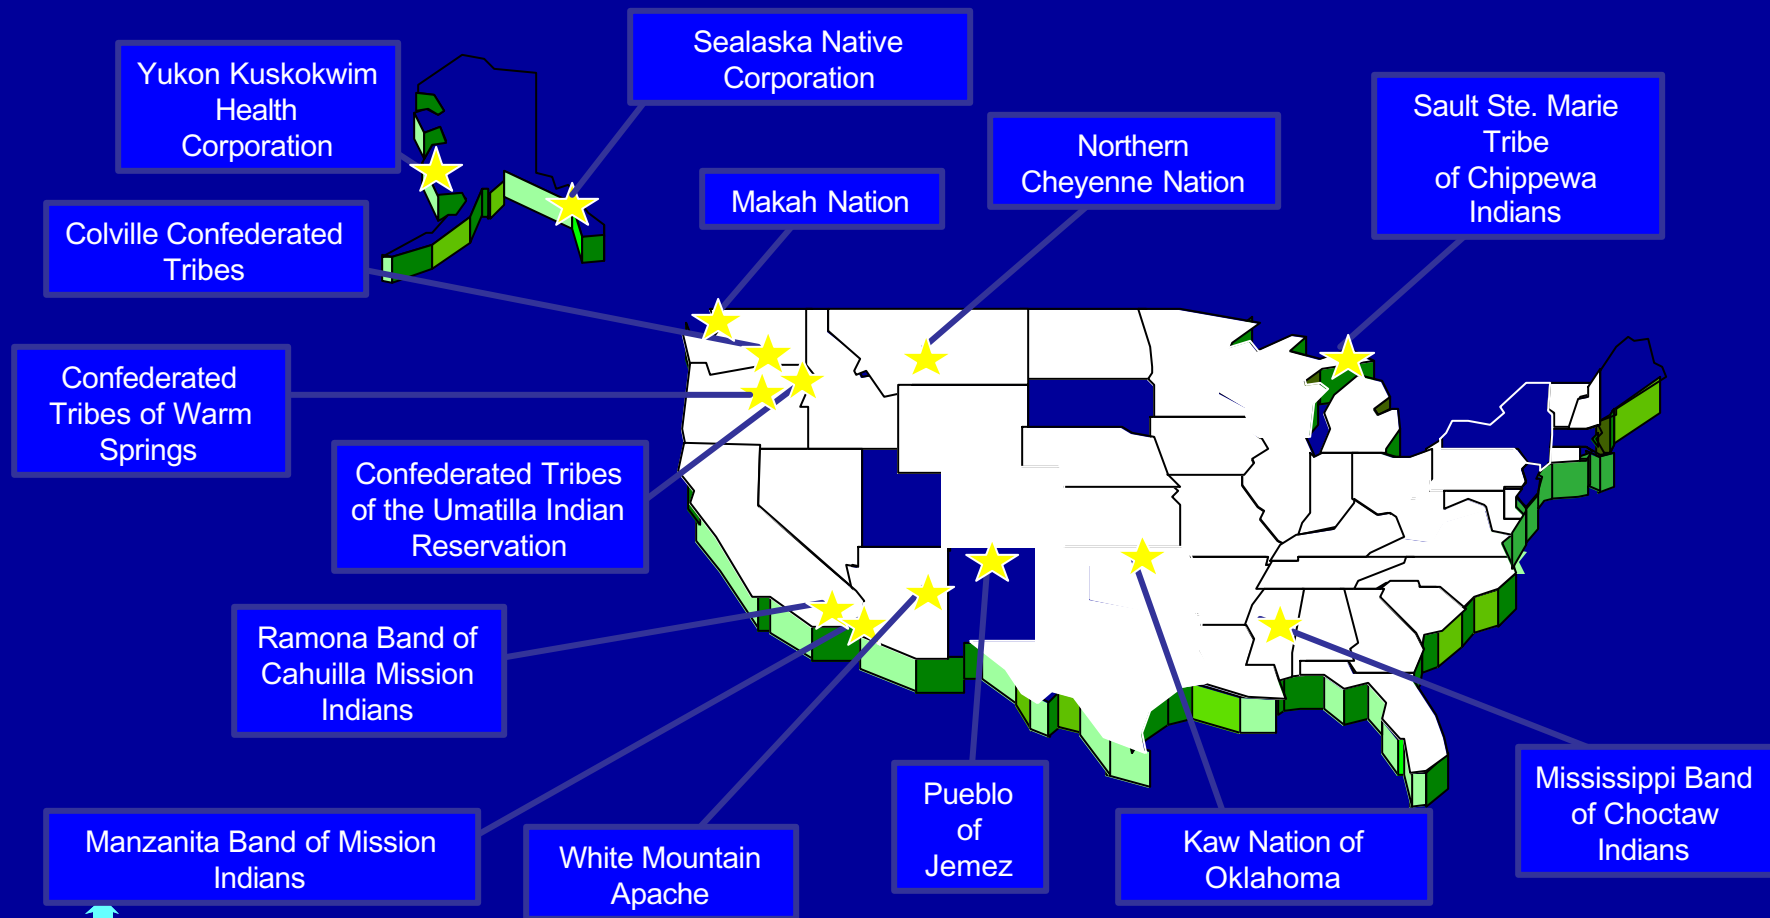 Sealaska Native
Corporation
Yukon Kuskokwim
Health
Corporation
Sault Ste. Marie
Tribe
of Chippewa
Indians
Northern
Cheyenne Nation
Makah Nation
Colville Confederated
Tribes
Confederated
Tribes of Warm
Springs
Confederated Tribes
of the Umatilla Indian
Reservation
Ramona Band of
Cahuilla Mission
Indians
Manzanita Band of Mission
Indians
White Mountain
Apache
Pueblo
of
Jemez
Kaw Nation of
Oklahoma
Mississippi Band
of Choctaw
Indians